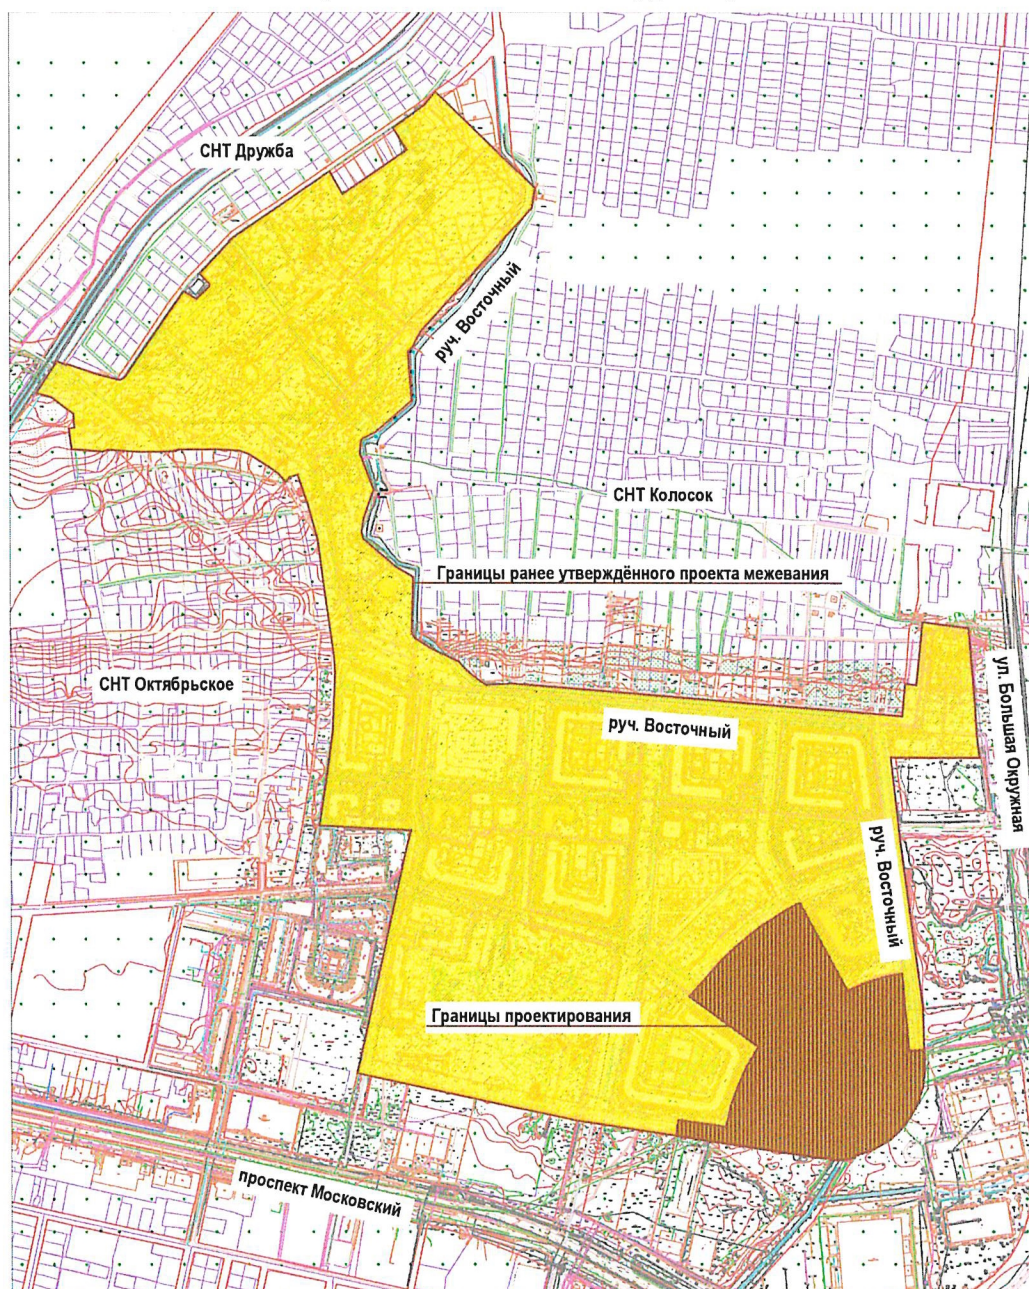 СНТ Дружба
руч. Восточный
СНТ Колосок
Границы ранее утверждённого проекта межевания
СНТ Октябрьское
ул. Большая Окружная
руч. Восточный
руч. Восточный
Границы проектирования
проспект Московский